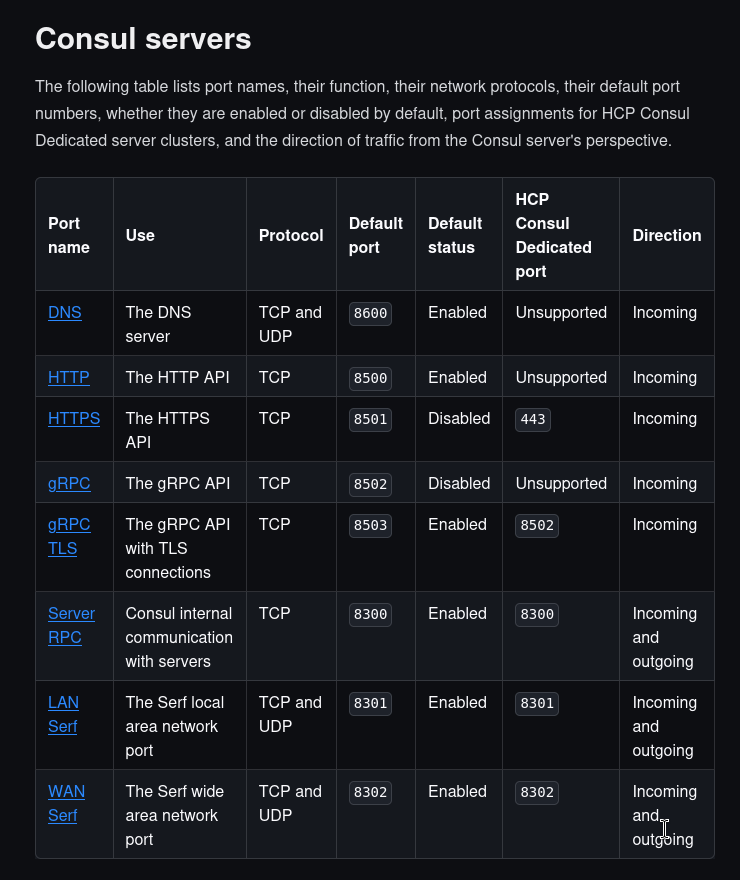 Consul servers
The following table lists port names, their function, their network protocols, their default port
numbers, whether they are enabled or disabled by default, port assignments for HCP Consul
Dedicated server clusters, and the direction of traffic from the Consul server's perspective.
Port name | Use | Protocol | Default port | Default status | HCP Consul Dedicated port | Direction
DNS | The DNS server | TCP and UDP | 8600 | Enabled | Unsupported | Incoming
HTTP | The HTTP API | TCP | 8500 | Enabled | Unsupported | Incoming
HTTPS | The HTTPS API | TCP | 8501 | Disabled | 443 | Incoming
gRPC | The gRPC API | TCP | 8502 | Disabled | Unsupported | Incoming
gRPC TLS | The gRPC API with TLS connections | TCP | 8503 | Enabled | 8502 | Incoming
Server RPC | Consul internal communication with servers | TCP | 8300 | Enabled | 8300 | Incoming and outgoing
LAN Serf | The Serf local area network port | TCP and UDP | 8301 | Enabled | 8301 | Incoming and outgoing
WAN Serf | The Serf wide area network port | TCP and UDP | 8302 | Enabled | 8302 | Incoming and outgoing